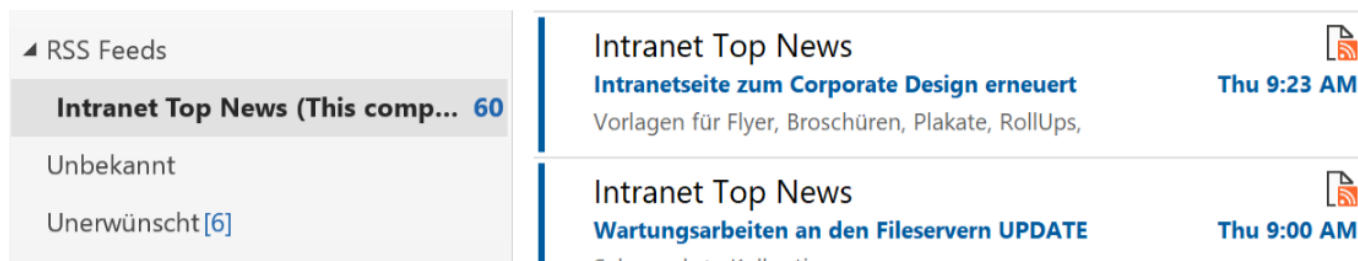 RSS Feeds
Intranet Top News (This comp... 60
Unbekannt
Unerwünscht [6]
Intranet Top News
Intranetseite zum Corporate Design erneuert Thu 9:23 AM
Vorlagen für Flyer, Broschüren, Plakate, RollUps,
Intranet Top News
Wartungsarbeiten an den Fileservern UPDATE Thu 9:00 AM